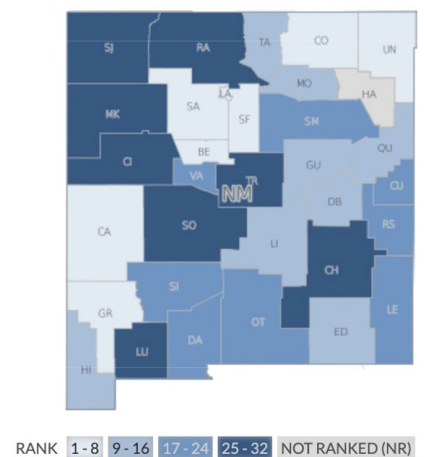 SJ RA TA CO UN
LA MO HA
MK SA SF SM
CI BE QU
VA TR GU CU
NM DB
CA SO LI RS
CH
SI
GR OT LE
LU DA ED
HI
RANK 1 - 8 9 - 16 17 - 24 25 - 32 NOT RANKED (NR)